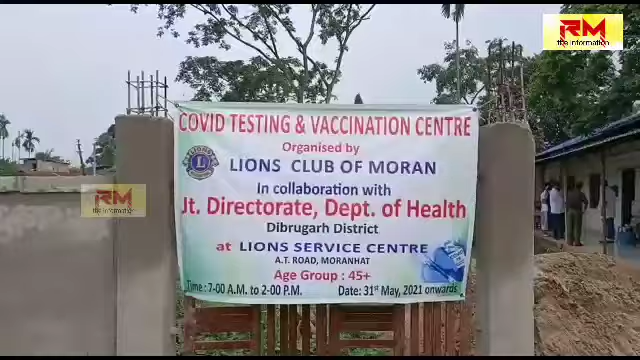 RM
the information
COVID TESTING & VACCINATION CENTRE
Organised by
LIONS CLUB OF MORAN
In collaboration with
Jt. Directorate, Dept. of Health
Dibrugarh District
at LIONS SERVICE CENTRE
A.T. ROAD, MORANHAT
Age Group : 45+
Time : 7-00 A.M. to 2-00 P.M. Date: 31st May, 2021 onwards
L
RM
the information